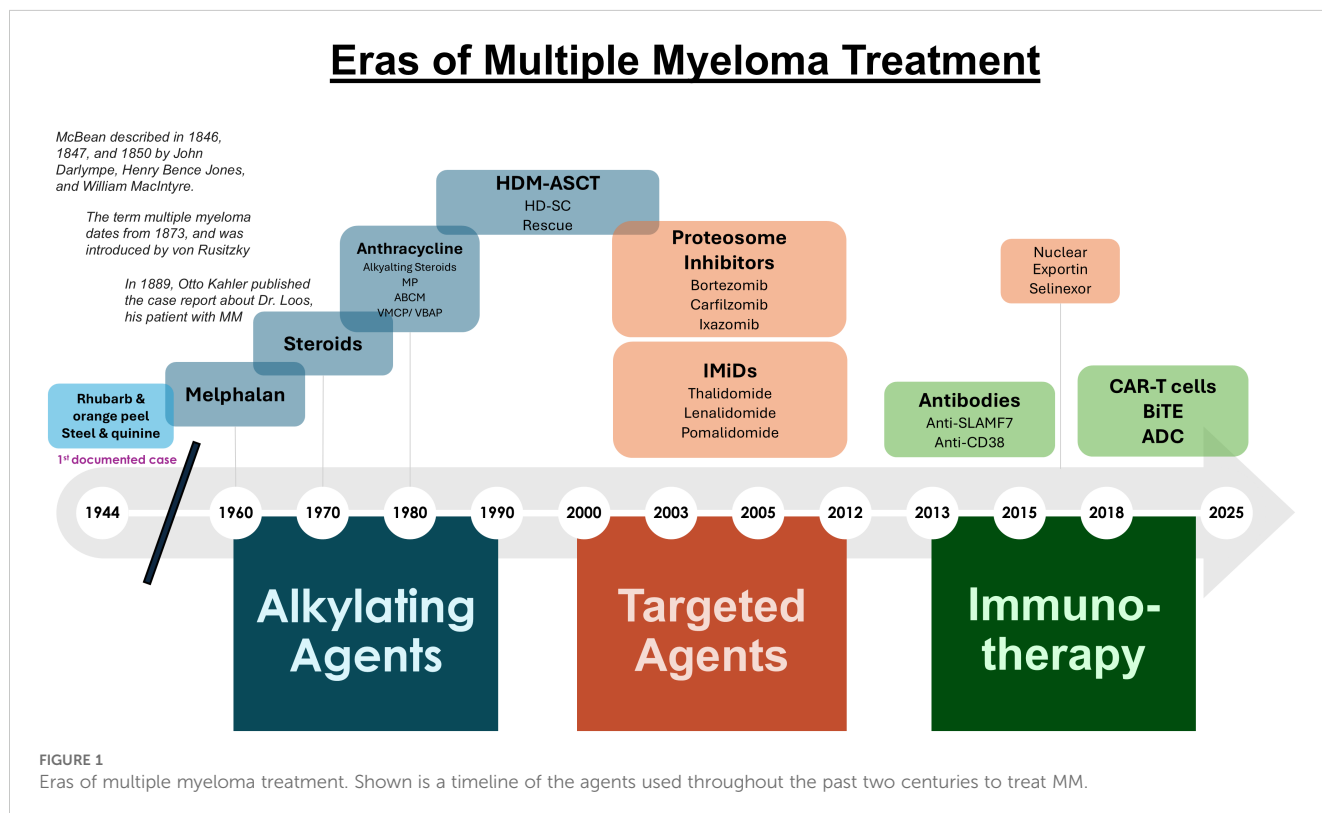 Eras of Multiple Myeloma Treatment
McBean described in 1846,
1847, and 1850 by John
Darlympe, Henry Bence Jones,
and William MacIntyre.
The term multiple myeloma
dates from 1873, and was
introduced by von Rusitzky
In 1889, Otto Kahler published
the case report about Dr. Loos,
his patient with MM
Rhubarb &
orange peel
Steel & quinine
1st documented case
Melphalan
Steroids
Anthracycline
Alkyalting Steroids
MP
ABCM
VMCP/ VBAP
HDM-ASCT
HD-SC
Rescue
Proteosome
Inhibitors
Bortezomib
Carfilzomib
Ixazomib
IMiDs
Thalidomide
Lenalidomide
Pomalidomide
Antibodies
Anti-SLAMF7
Anti-CD38
Nuclear
Exportin
Selinexor
CAR-T cells
BiTE
ADC
1944
1960
1970
1980
1990
2000
2003
2005
2012
2013
2015
2018
2025
Alkylating
Agents
Targeted
Agents
Immuno-
therapy
FIGURE 1
Eras of multiple myeloma treatment. Shown is a timeline of the agents used throughout the past two centuries to treat MM.